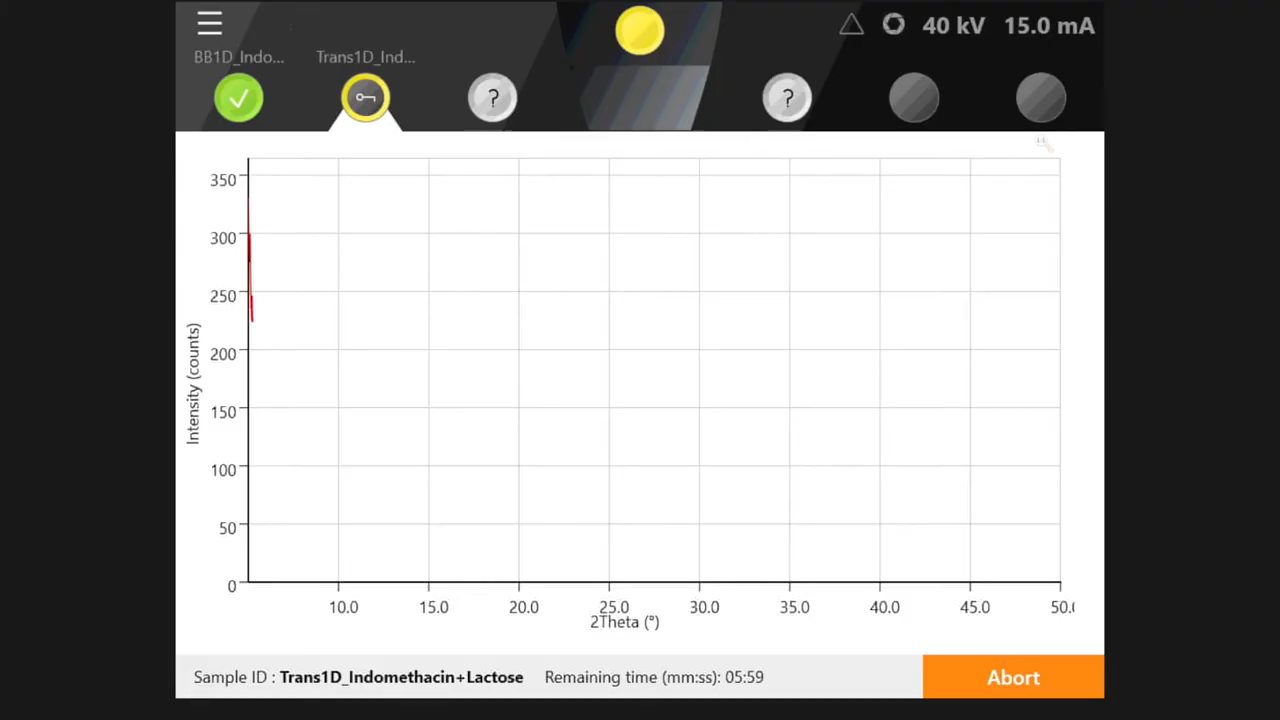 40 kV 15.0 mA
BB1D_Indo... Trans1D_Ind...
? ?
350
300
250
200
150
100
50
0
Intensity (counts)
10.0 15.0 20.0 25.0 30.0 35.0 40.0 45.0 50.0
2Theta (°)
Sample ID : Trans1D_Indomethacin+Lactose Remaining time (mm:ss): 05:59 Abort